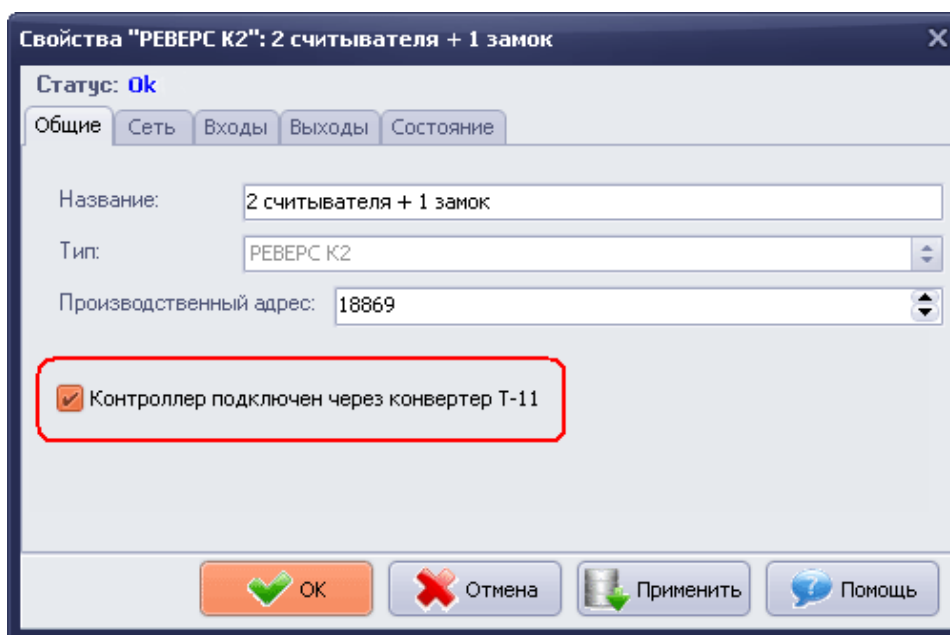 Свойства "РЕВЕРС К2": 2 считывателя + 1 замок
Статус: Ok
Общие Сеть Входы Выходы Состояние
Название: 2 считывателя + 1 замок
Тип: РЕВЕРС К2
Производственный адрес: 18869
Контроллер подключен через конвертер Т-11
ОК Отмена Применить Помощь